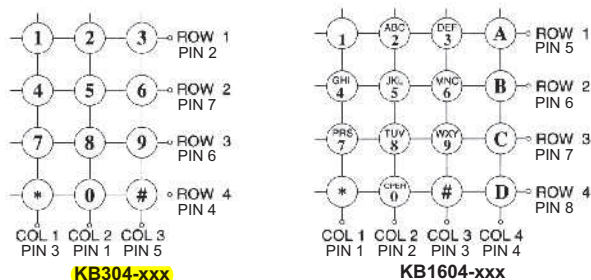 1 2 3 ROW 1
PIN 2
4 5 6 ROW 2
PIN 7
7 8 9 ROW 3
PIN 6
* 0 # ROW 4
PIN 4
COL 1 COL 2 COL 3
PIN 3 PIN 1 PIN 5
KB304-xxx
1 ABC 2 DEF 3 A ROW 1
PIN 5
GHI 4 JKL 5 MNO 6 B ROW 2
PIN 6
PRS 7 TUV 8 WXY 9 C ROW 3
PIN 7
* OPER 0 # D ROW 4
PIN 8
COL 1 COL 2 COL 3 COL 4
PIN 1 PIN 2 PIN 3 PIN 4
KB1604-xxx